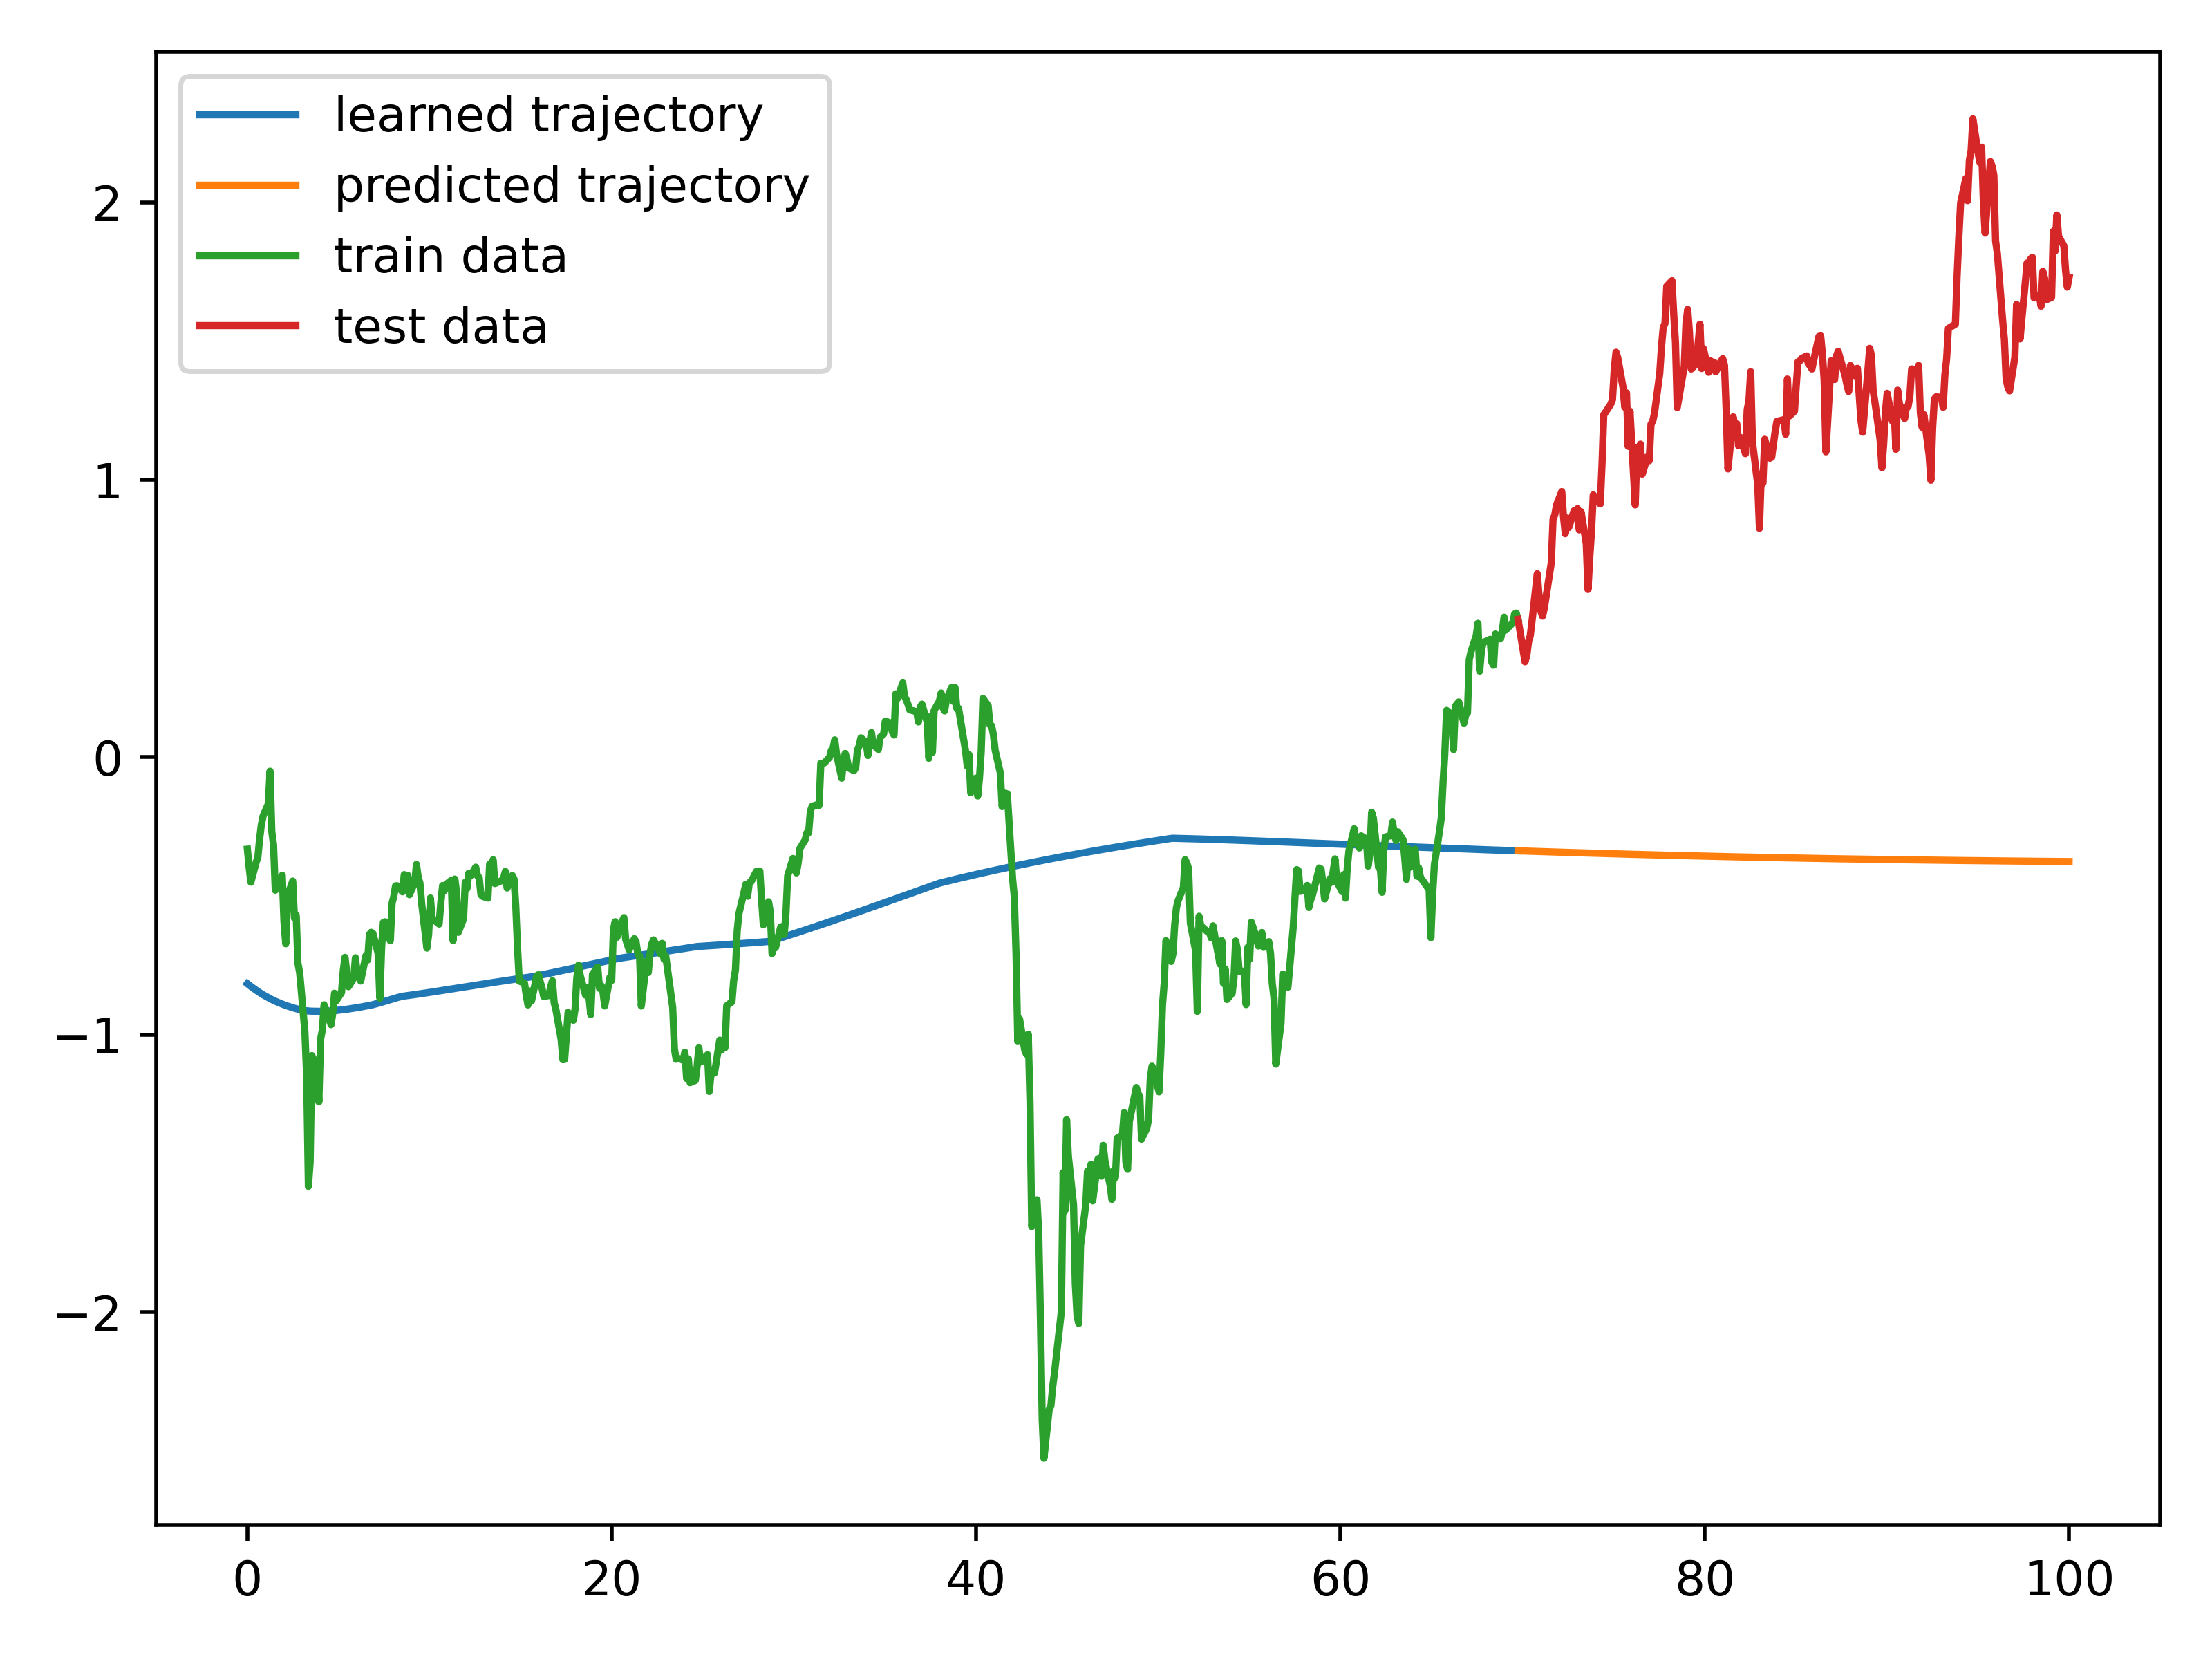 learned trajectory
predicted trajectory
train data
test data
2
1
0
−1
−2
0 20 40 60 80 100